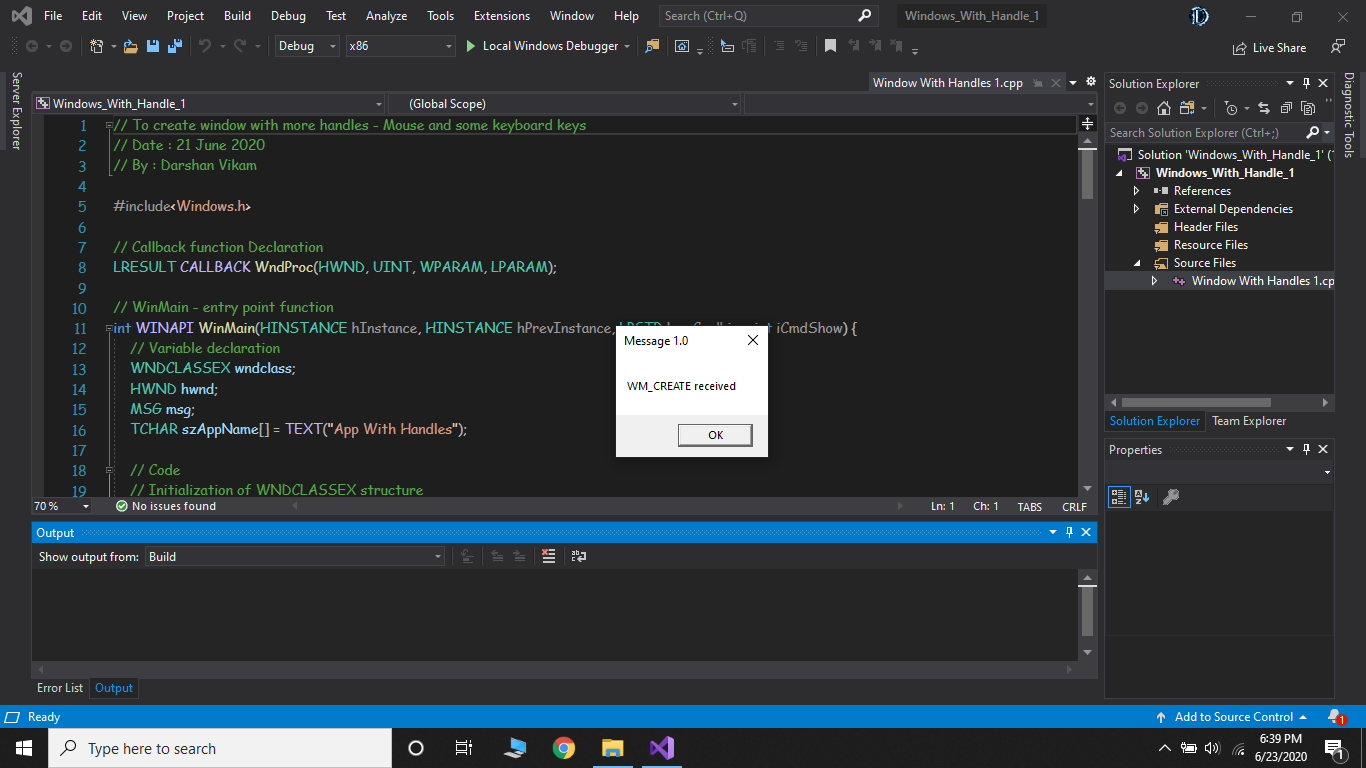 File Edit View Project Build Debug Test Analyze Tools Extensions Window Help Search (Ctrl+Q) Windows_With_Handle_1
Debug x86 Local Windows Debugger Live Share
Server Explorer
Window With Handles 1.cpp
Windows_With_Handle_1 (Global Scope)
1 // To create window with more handles - Mouse and some keyboard keys
2 // Date : 21 June 2020
3 // By : Darshan Vikam
4
5 #include<Windows.h>
6
7 // Callback function Declaration
8 LRESULT CALLBACK WndProc(HWND, UINT, WPARAM, LPARAM);
9
10 // WinMain - entry point function
11 int WINAPI WinMain(HINSTANCE hInstance, HINSTANCE hPrevInstance, iCmdShow) {
12 // Variable declaration
13 WNDCLASSEX wndclass;
14 HWND hwnd;
15 MSG msg;
16 TCHAR szAppName[] = TEXT("App With Handles");
17
18 // Code
19 // Initialization of WNDCLASSEX structure
Message 1.0
WM_CREATE received
OK
70 % No issues found Ln: 1 Ch: 1 TABS CRLF
Output
Show output from: Build
Error List Output
Solution Explorer
Search Solution Explorer (Ctrl+;)
Solution 'Windows_With_Handle_1' (1
Windows_With_Handle_1
References
External Dependencies
Header Files
Resource Files
Source Files
Window With Handles 1.cp
Solution Explorer Team Explorer
Properties
Diagnostic Tools
Ready Add to Source Control 1
Type here to search
6:39 PM
6/23/2020
1